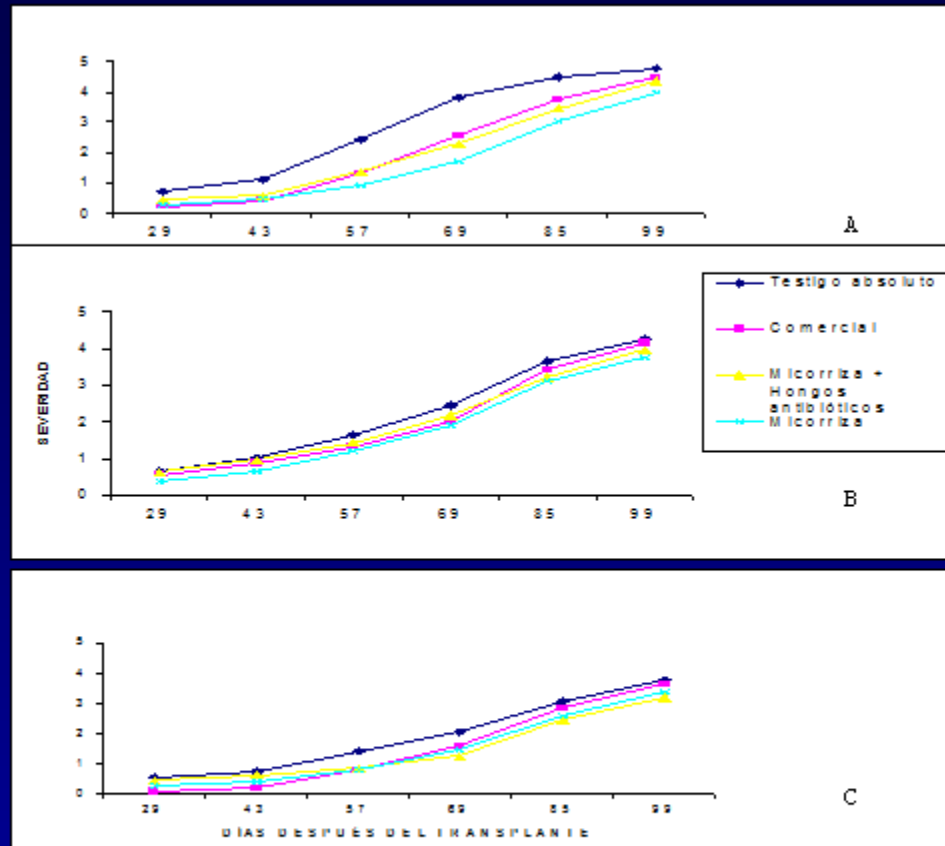 5
4
3
2
1
0
29 43 57 69 85 99
A
5
4
3
2
1
0
SEVERIDAD
29 43 57 69 85 99
Testigo absoluto
Comercial
Micorriza +
Hongos
antibióticos
Micorriza
B
5
4
3
2
1
0
29 43 57 69 85 99
DÍAS DESPUÉS DEL TRANSPLANTE
C